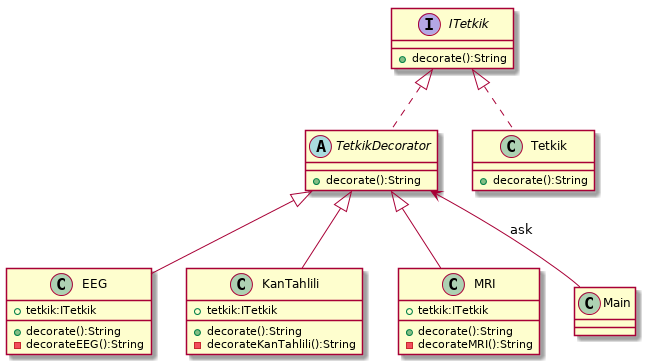 I ITetkik
decorate():String
A TetkikDecorator
decorate():String
C Tetkik
decorate():String
ask
C EEG
tetkik:ITetkik
decorate():String
decorateEEG():String
C KanTahlili
tetkik:ITetkik
decorate():String
decorateKanTahlili():String
C MRI
tetkik:ITetkik
decorate():String
decorateMRI():String
C Main